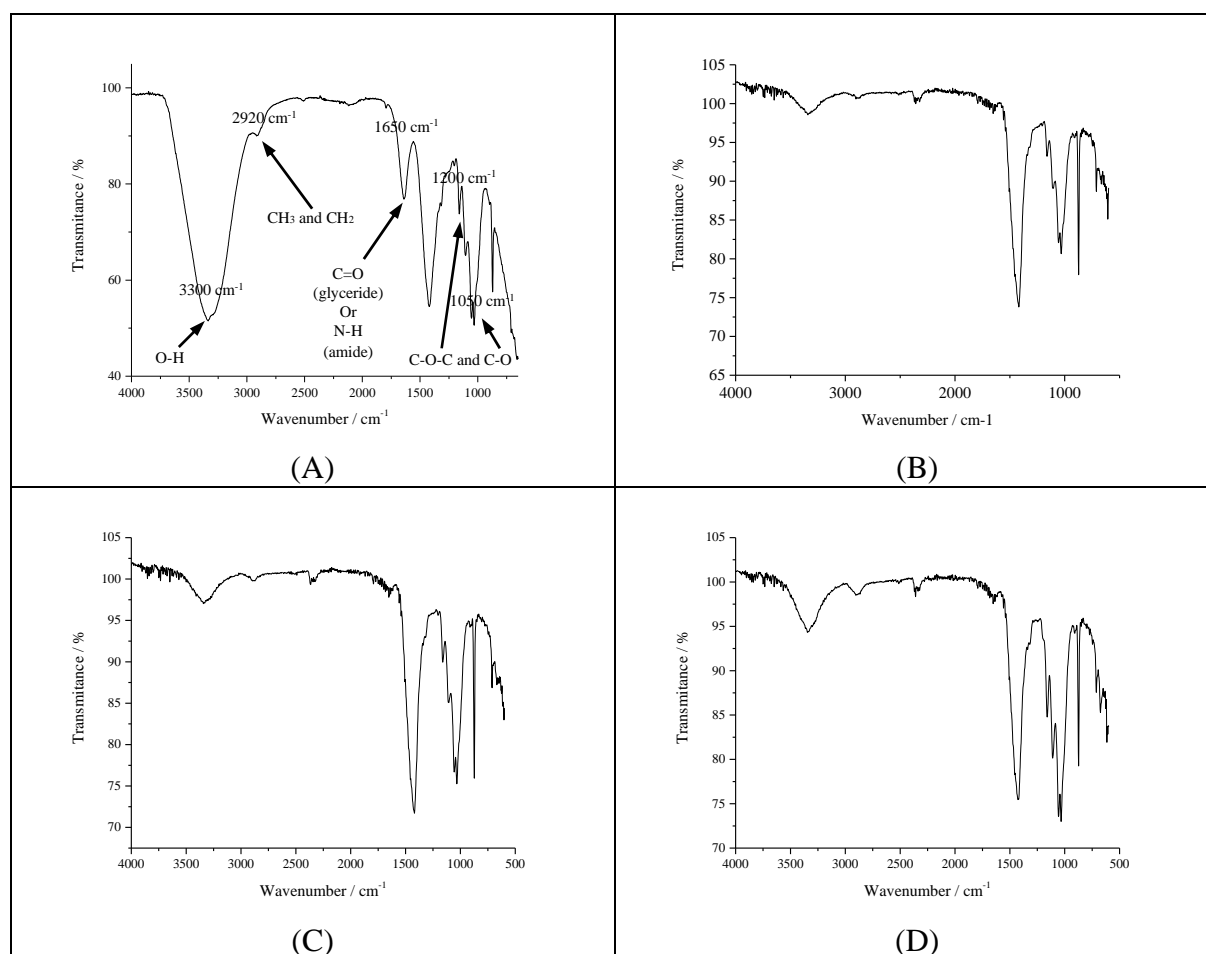 100
80
60
40
Transmitance / %
3300 cm-1
2920 cm-1
1650 cm-1
1200 cm-1
1050 cm-1
O-H
CH3 and CH2
C=O
(glyceride)
Or
N-H
(amide)
C-O-C and C-O
4000 3500 3000 2500 2000 1500 1000
Wavenumber / cm-1
(A)
105
100
95
90
85
80
75
70
65
Transmitance / %
4000 3000 2000 1000
Wavenumber / cm-1
(B)
105
100
95
90
85
80
75
70
Transmitance / %
4000 3500 3000 2500 2000 1500 1000 500
Wavenumber / cm-1
(C)
105
100
95
90
85
80
75
70
Transmitance / %
4000 3500 3000 2500 2000 1500 1000 500
Wavenumber / cm-1
(D)